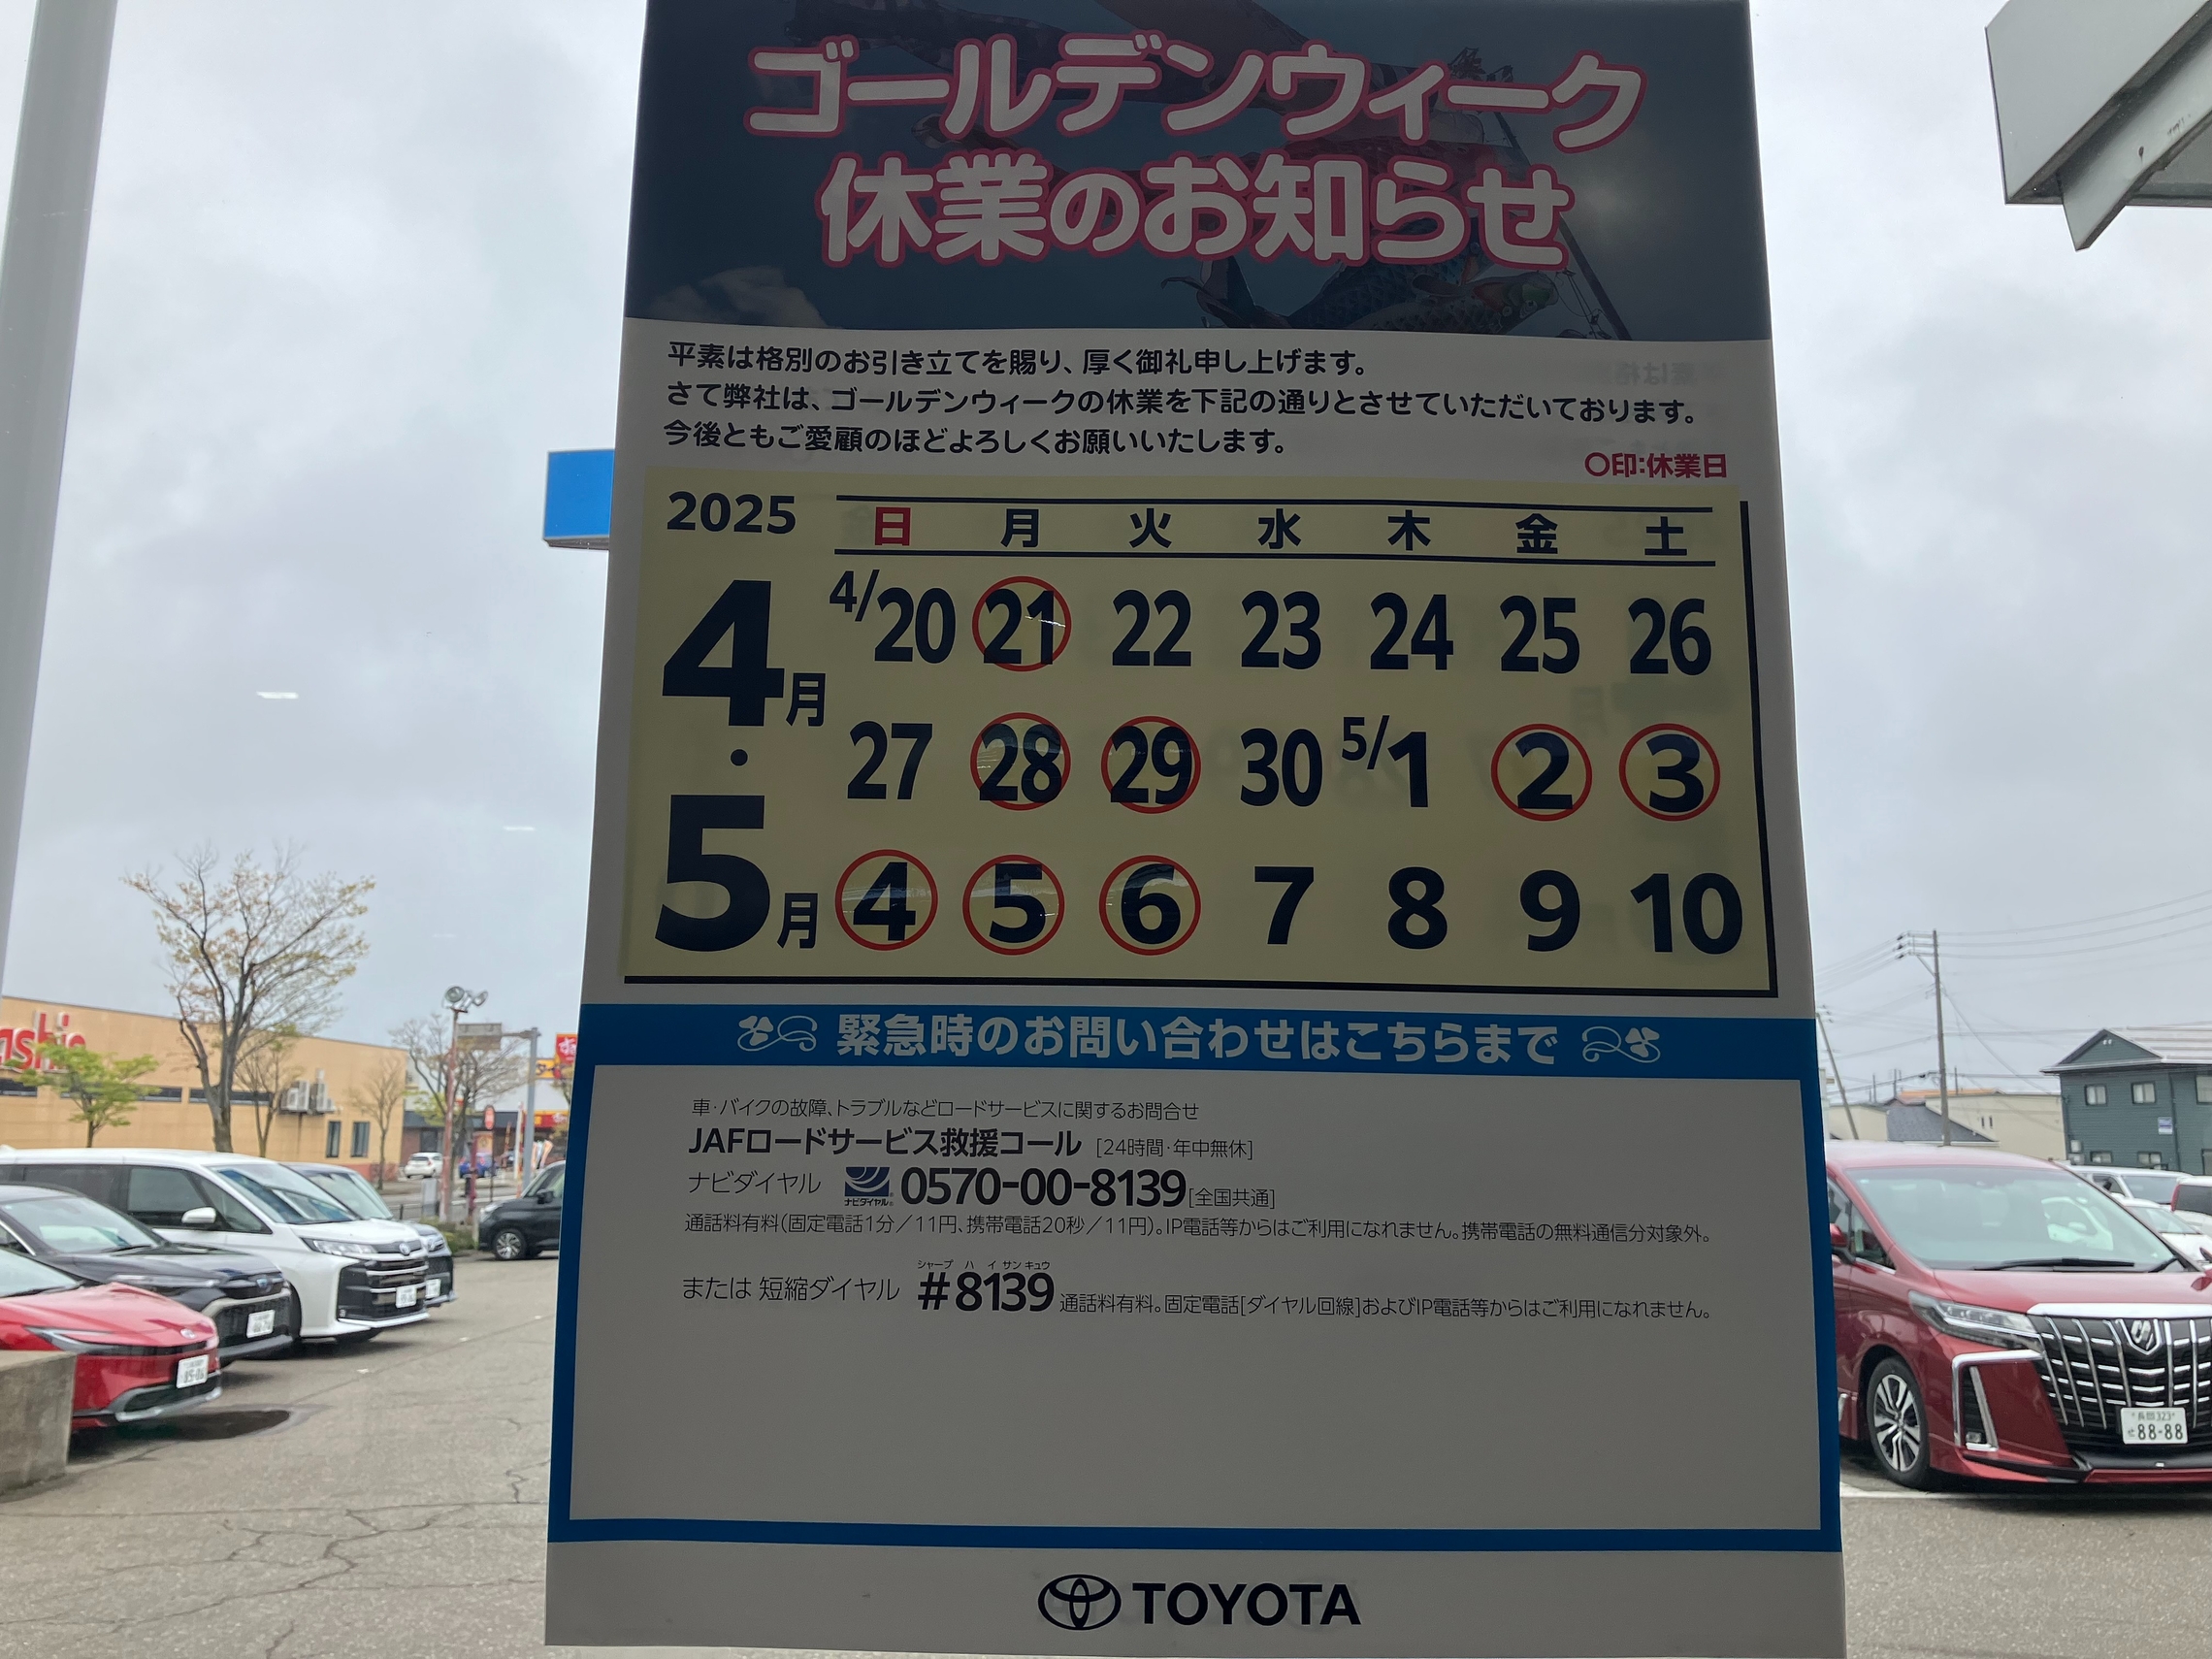 ゴールデンウィーク
休業のお知らせ
平素は格別のお引き立てを賜り、厚く御礼申し上げます。
さて弊社は、ゴールデンウィークの休業を下記の通りとさせていただいております。
今後ともご愛顧のほどよろしくお願いいたします。
〇印:休業日
2025 日 月 火 水 木 金 土
4月・5月
4/20 21 22 23 24 25 26
27 28 29 30 5/1 2 3
4 5 6 7 8 9 10
緊急時のお問い合わせはこちらまで
車・バイクの故障、トラブルなどロードサービスに関するお問合せ
JAFロードサービス救援コール [24時間・年中無休]
ナビダイヤル ナビダイヤル 0570-00-8139 [全国共通]
通話料有料(固定電話1分／11円、携帯電話20秒／11円)。IP電話等からはご利用になれません。携帯電話の無料通信分対象外。
シャープ ハ イ サン キュウ
または 短縮ダイヤル #8139 通話料有料。固定電話[ダイヤル回線]およびIP電話等からはご利用になれません。
TOYOTA
ashi
85-06
長岡 323
88-88